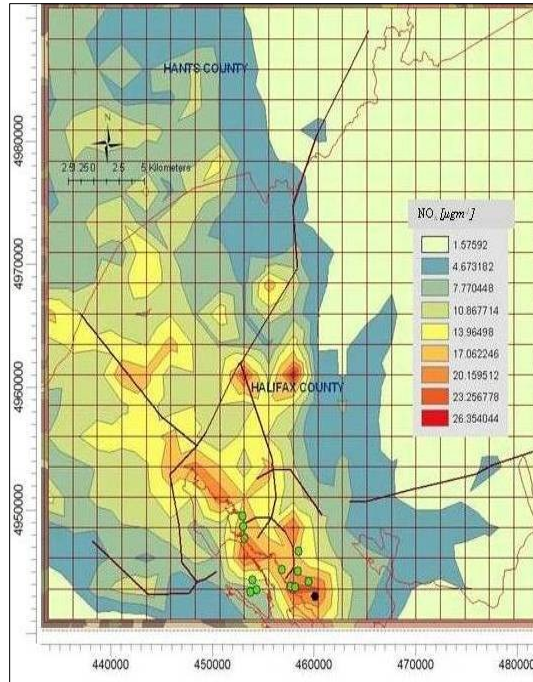 HANTS COUNTY
N
2.5 1.25 0 2.5 5 Kilometers
NOx [μgm-3]
1.57592
4.673182
7.770448
10.867714
13.96498
17.062246
20.159512
23.256778
26.354044
HALIFAX COUNTY
4980000
4970000
4960000
4950000
440000 450000 460000 470000 480000